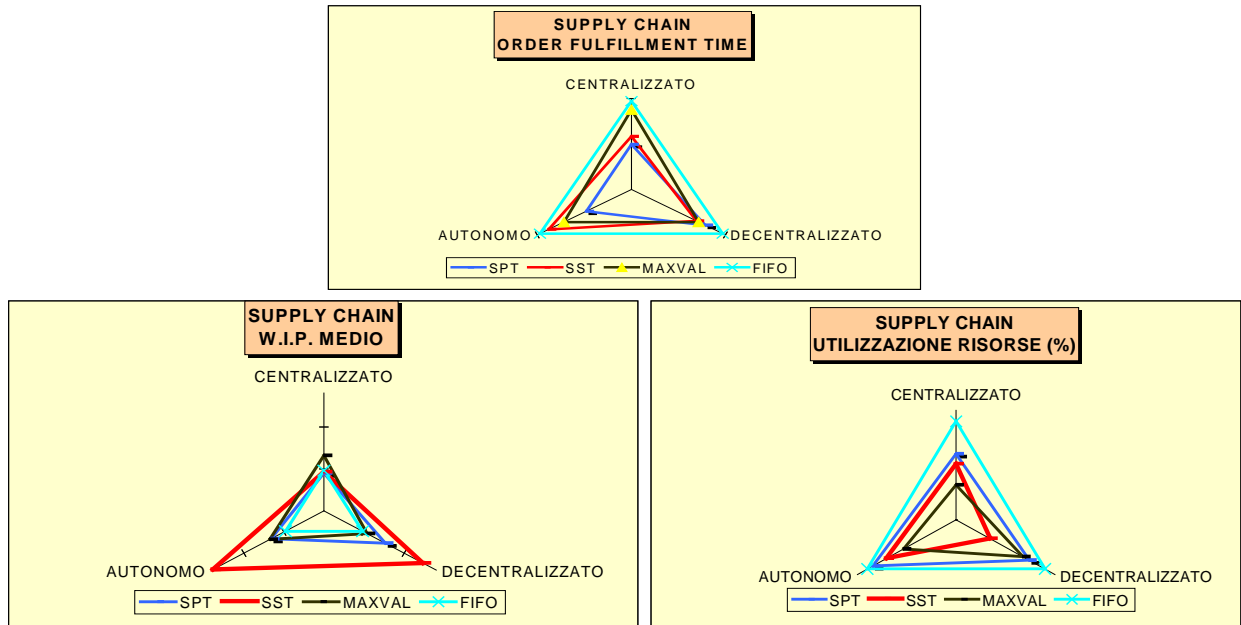 SUPPLY CHAIN
ORDER FULFILLMENT TIME
CENTRALIZZATO
AUTONOMO
DECENTRALIZZATO
SPT SST MAXVAL FIFO
SUPPLY CHAIN
W.I.P. MEDIO
CENTRALIZZATO
AUTONOMO
DECENTRALIZZATO
SPT SST MAXVAL FIFO
SUPPLY CHAIN
UTILIZZAZIONE RISORSE (%)
CENTRALIZZATO
AUTONOMO
DECENTRALIZZATO
SPT SST MAXVAL FIFO